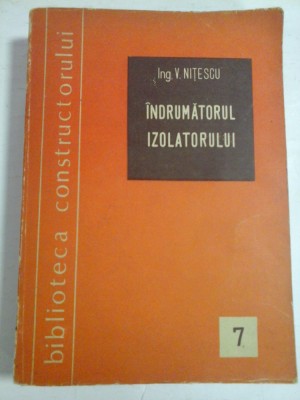 Ing. V. NIȚESCU
ÎNDRUMĂTORUL
IZOLATORULUI
biblioteca constructorului
7